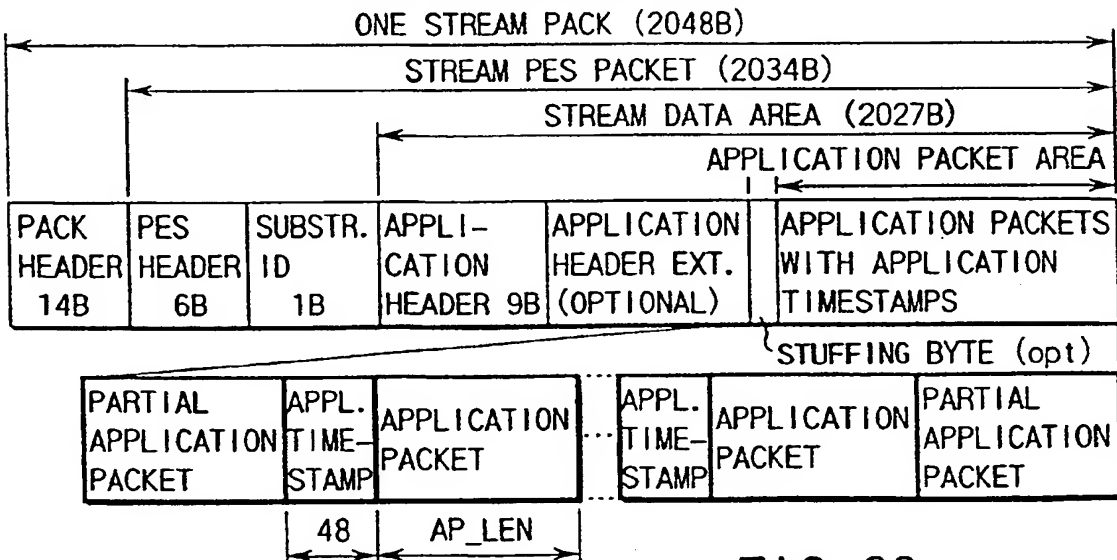 ONE STREAM PACK (2048B)
STREAM PES PACKET (2034B)
STREAM DATA AREA (2027B)
APPLICATION PACKET AREA
PACK HEADER 14B
PES HEADER 6B
SUBSTR. ID 1B
APPLI-CATION HEADER 9B
APPLICATION HEADER EXT. (OPTIONAL)
APPLICATION PACKETS WITH APPLICATION TIMESTAMPS
STUFFING BYTE (opt)
PARTIAL APPLICATION PACKET
APPL. TIME-STAMP
APPLICATION PACKET
APPL. TIME-STAMP
APPLICATION PACKET
PARTIAL APPLICATION PACKET
48
AP_LEN